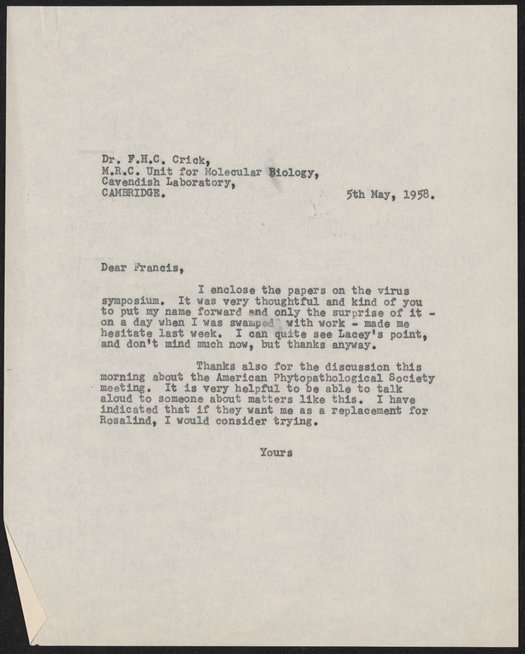 Dr. F.H.C. Crick,
M.R.C. Unit for Molecular Biology,
Cavendish Laboratory,
CAMBRIDGE.
5th May, 1958.
Dear Francis,
I enclose the papers on the virus
symposium. It was very thoughtful and kind of you
to put my name forward and only the surprise of it -
on a day when I was swamped with work - made me
hesitate last week. I can quite see Lacey's point,
and don't mind much now, but thanks anyway.
Thanks also for the discussion this
morning about the American Phytopathological Society
meeting. It is very helpful to be able to talk
aloud to someone about matters like this. I have
indicated that if they want me as a replacement for
Rosalind, I would consider trying.
Yours